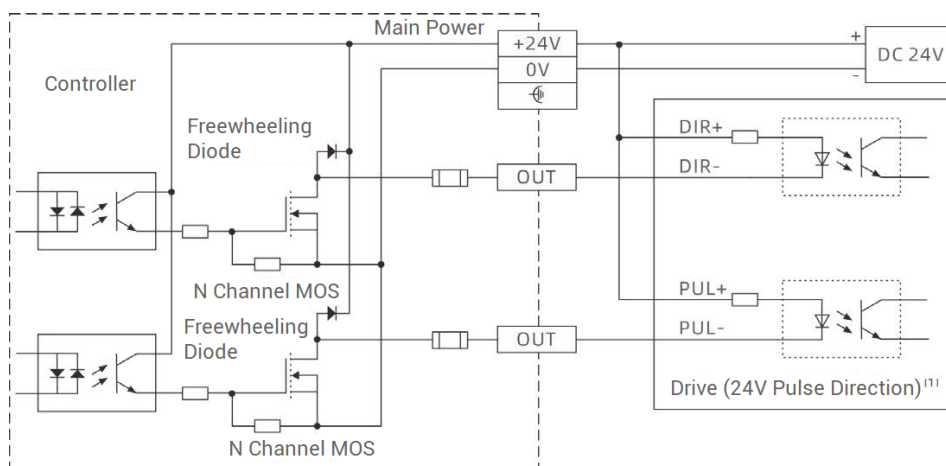 Main Power
+24V
0V
+
-
DC 24V
Controller
Freewheeling
Diode
DIR+
DIR-
OUT
N Channel MOS
Freewheeling
Diode
PUL+
PUL-
OUT
Drive (24V Pulse Direction)⁽¹⁾
N Channel MOS